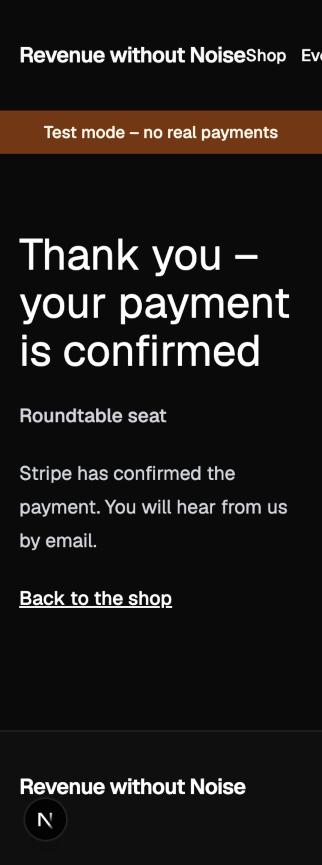 Revenue without Noise Shop Eve
Test mode – no real payments
Thank you –
your payment
is confirmed
Roundtable seat
Stripe has confirmed the
payment. You will hear from us
by email.
Back to the shop
Revenue without Noise
N